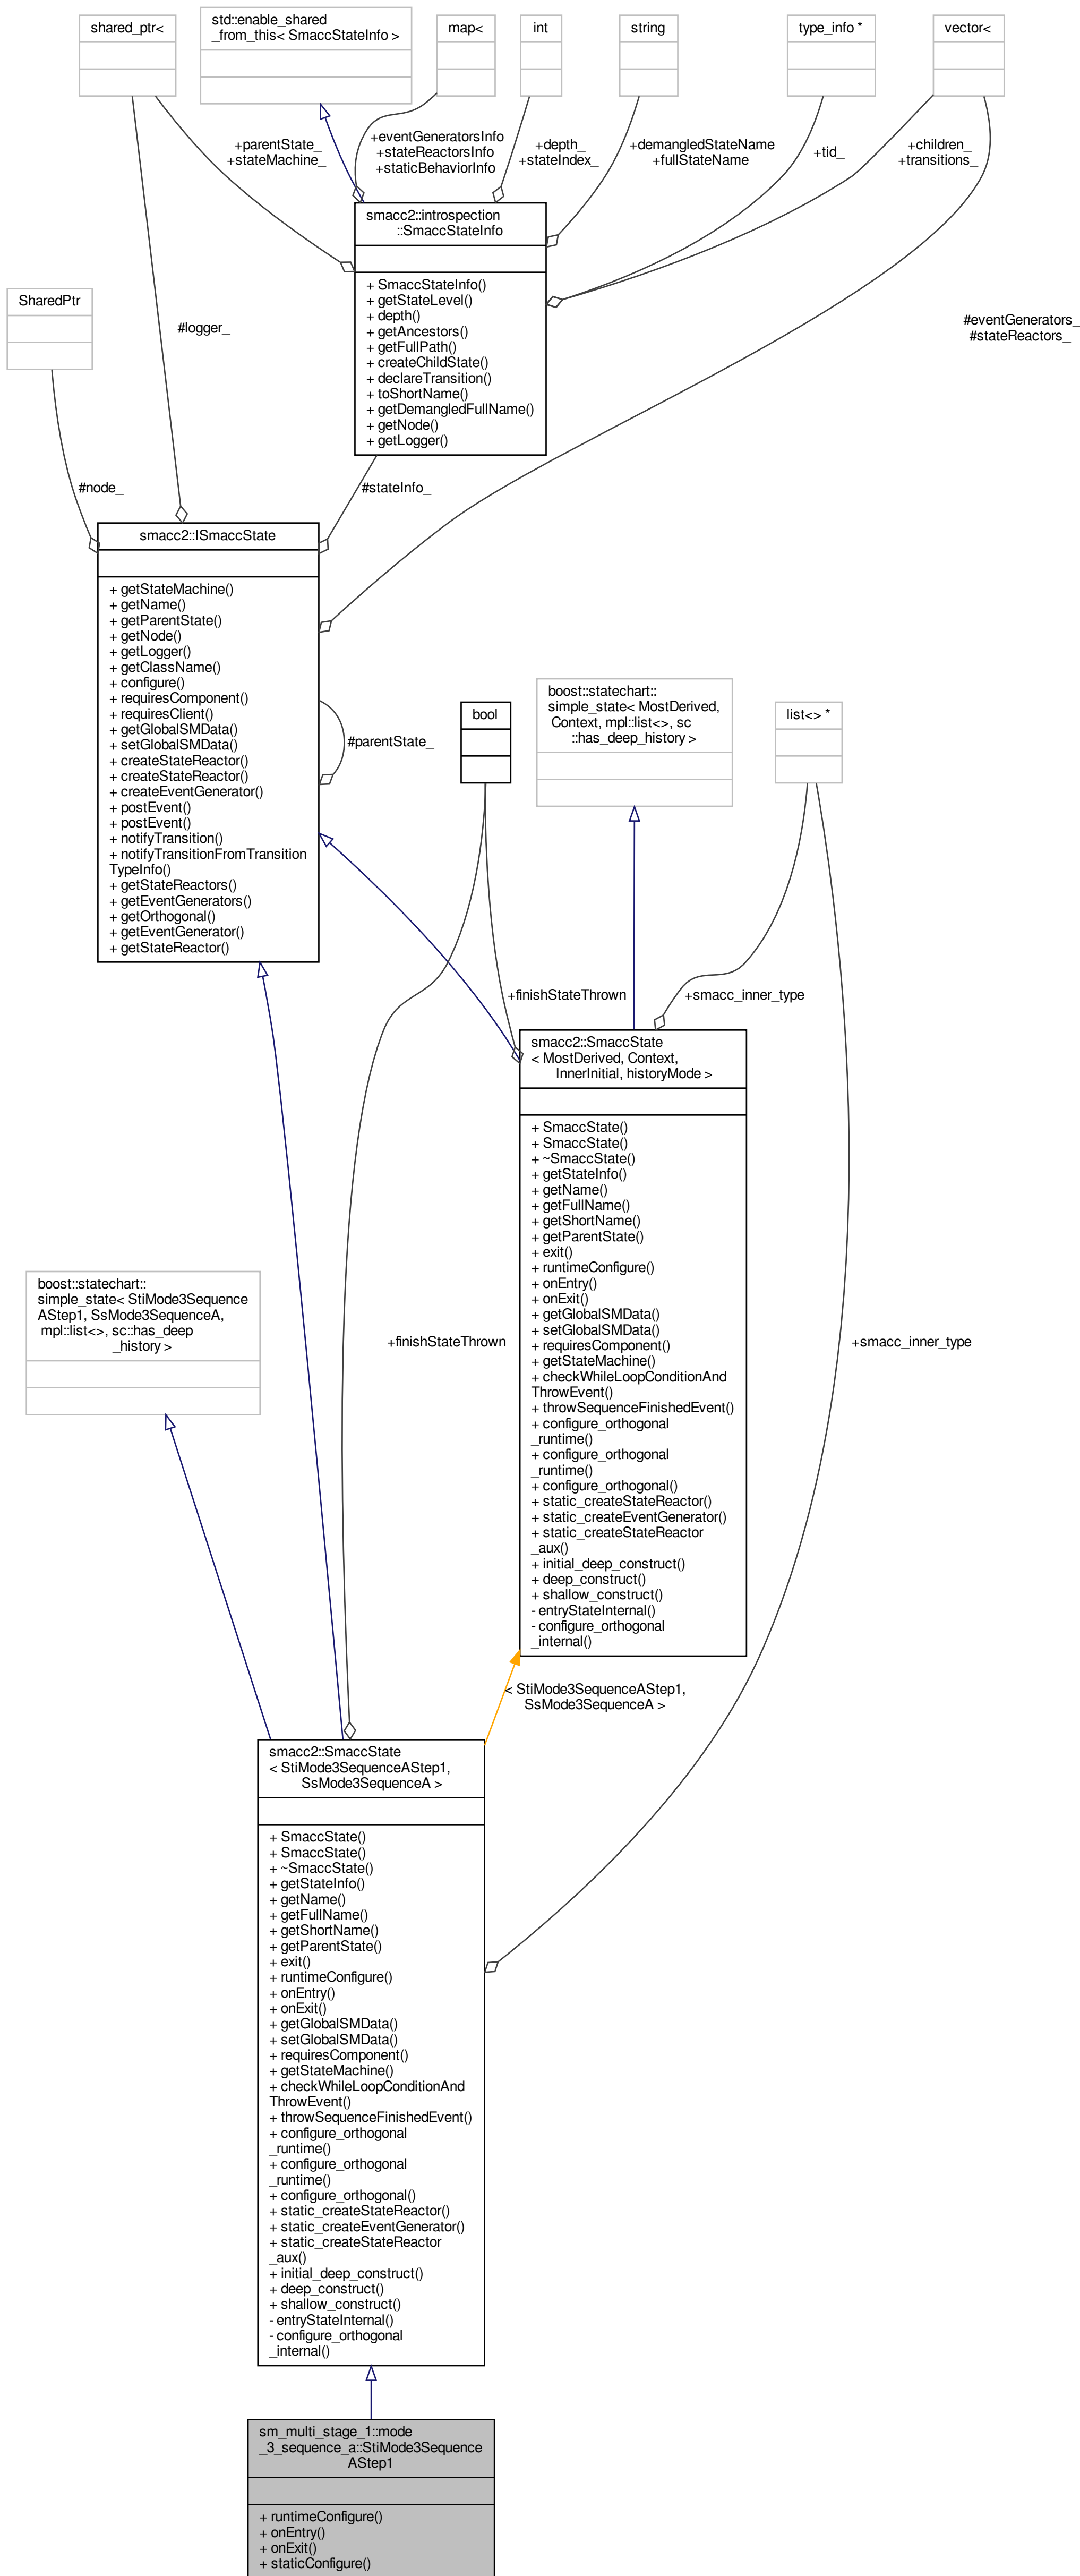 shared_ptr<
std::enable_shared
_from_this< SmaccStateInfo >
map<
int
string
type_info *
vector<
+parentState_
+stateMachine_
+eventGeneratorsInfo
+stateReactorsInfo
+staticBehaviorInfo
+depth_
+stateIndex_
+demangledStateName
+fullStateName
+tid_
+children_
+transitions_
smacc2::introspection
::SmaccStateInfo
+ SmaccStateInfo()
+ getStateLevel()
+ depth()
+ getAncestors()
+ getFullPath()
+ createChildState()
+ declareTransition()
+ toShortName()
+ getDemangledFullName()
+ getNode()
+ getLogger()
SharedPtr
#logger_
#eventGenerators_
#stateReactors_
#node_
#stateInfo_
smacc2::ISmaccState
+ getStateMachine()
+ getName()
+ getParentState()
+ getNode()
+ getLogger()
+ getClassName()
+ configure()
+ requiresComponent()
+ requiresClient()
+ getGlobalSMData()
+ setGlobalSMData()
+ createStateReactor()
+ createStateReactor()
+ createEventGenerator()
+ postEvent()
+ postEvent()
+ notifyTransition()
+ notifyTransitionFromTransition
TypeInfo()
+ getStateReactors()
+ getEventGenerators()
+ getOrthogonal()
+ getEventGenerator()
+ getStateReactor()
#parentState_
bool
boost::statechart::
simple_state< MostDerived,
Context, mpl::list<>, sc
::has_deep_history >
list<> *
+finishStateThrown
+smacc_inner_type
smacc2::SmaccState
< MostDerived, Context,
InnerInitial, historyMode >
+ SmaccState()
+ SmaccState()
+ ~SmaccState()
+ getStateInfo()
+ getName()
+ getFullName()
+ getShortName()
+ getParentState()
+ exit()
+ runtimeConfigure()
+ onEntry()
+ onExit()
+ getGlobalSMData()
+ setGlobalSMData()
+ requiresComponent()
+ getStateMachine()
+ checkWhileLoopConditionAnd
ThrowEvent()
+ throwSequenceFinishedEvent()
+ configure_orthogonal
_runtime()
+ configure_orthogonal
_runtime()
+ configure_orthogonal()
+ static_createStateReactor()
+ static_createEventGenerator()
+ static_createStateReactor
_aux()
+ initial_deep_construct()
+ deep_construct()
+ shallow_construct()
- entryStateInternal()
- configure_orthogonal
_internal()
boost::statechart::
simple_state< StiMode3Sequence
AStep1, SsMode3SequenceA,
mpl::list<>, sc::has_deep
_history >
+finishStateThrown
+smacc_inner_type
< StiMode3SequenceAStep1,
SsMode3SequenceA >
smacc2::SmaccState
< StiMode3SequenceAStep1,
SsMode3SequenceA >
+ SmaccState()
+ SmaccState()
+ ~SmaccState()
+ getStateInfo()
+ getName()
+ getFullName()
+ getShortName()
+ getParentState()
+ exit()
+ runtimeConfigure()
+ onEntry()
+ onExit()
+ getGlobalSMData()
+ setGlobalSMData()
+ requiresComponent()
+ getStateMachine()
+ checkWhileLoopConditionAnd
ThrowEvent()
+ throwSequenceFinishedEvent()
+ configure_orthogonal
_runtime()
+ configure_orthogonal
_runtime()
+ configure_orthogonal()
+ static_createStateReactor()
+ static_createEventGenerator()
+ static_createStateReactor
_aux()
+ initial_deep_construct()
+ deep_construct()
+ shallow_construct()
- entryStateInternal()
- configure_orthogonal
_internal()
sm_multi_stage_1::mode
_3_sequence_a::StiMode3Sequence
AStep1
+ runtimeConfigure()
+ onEntry()
+ onExit()
+ staticConfigure()